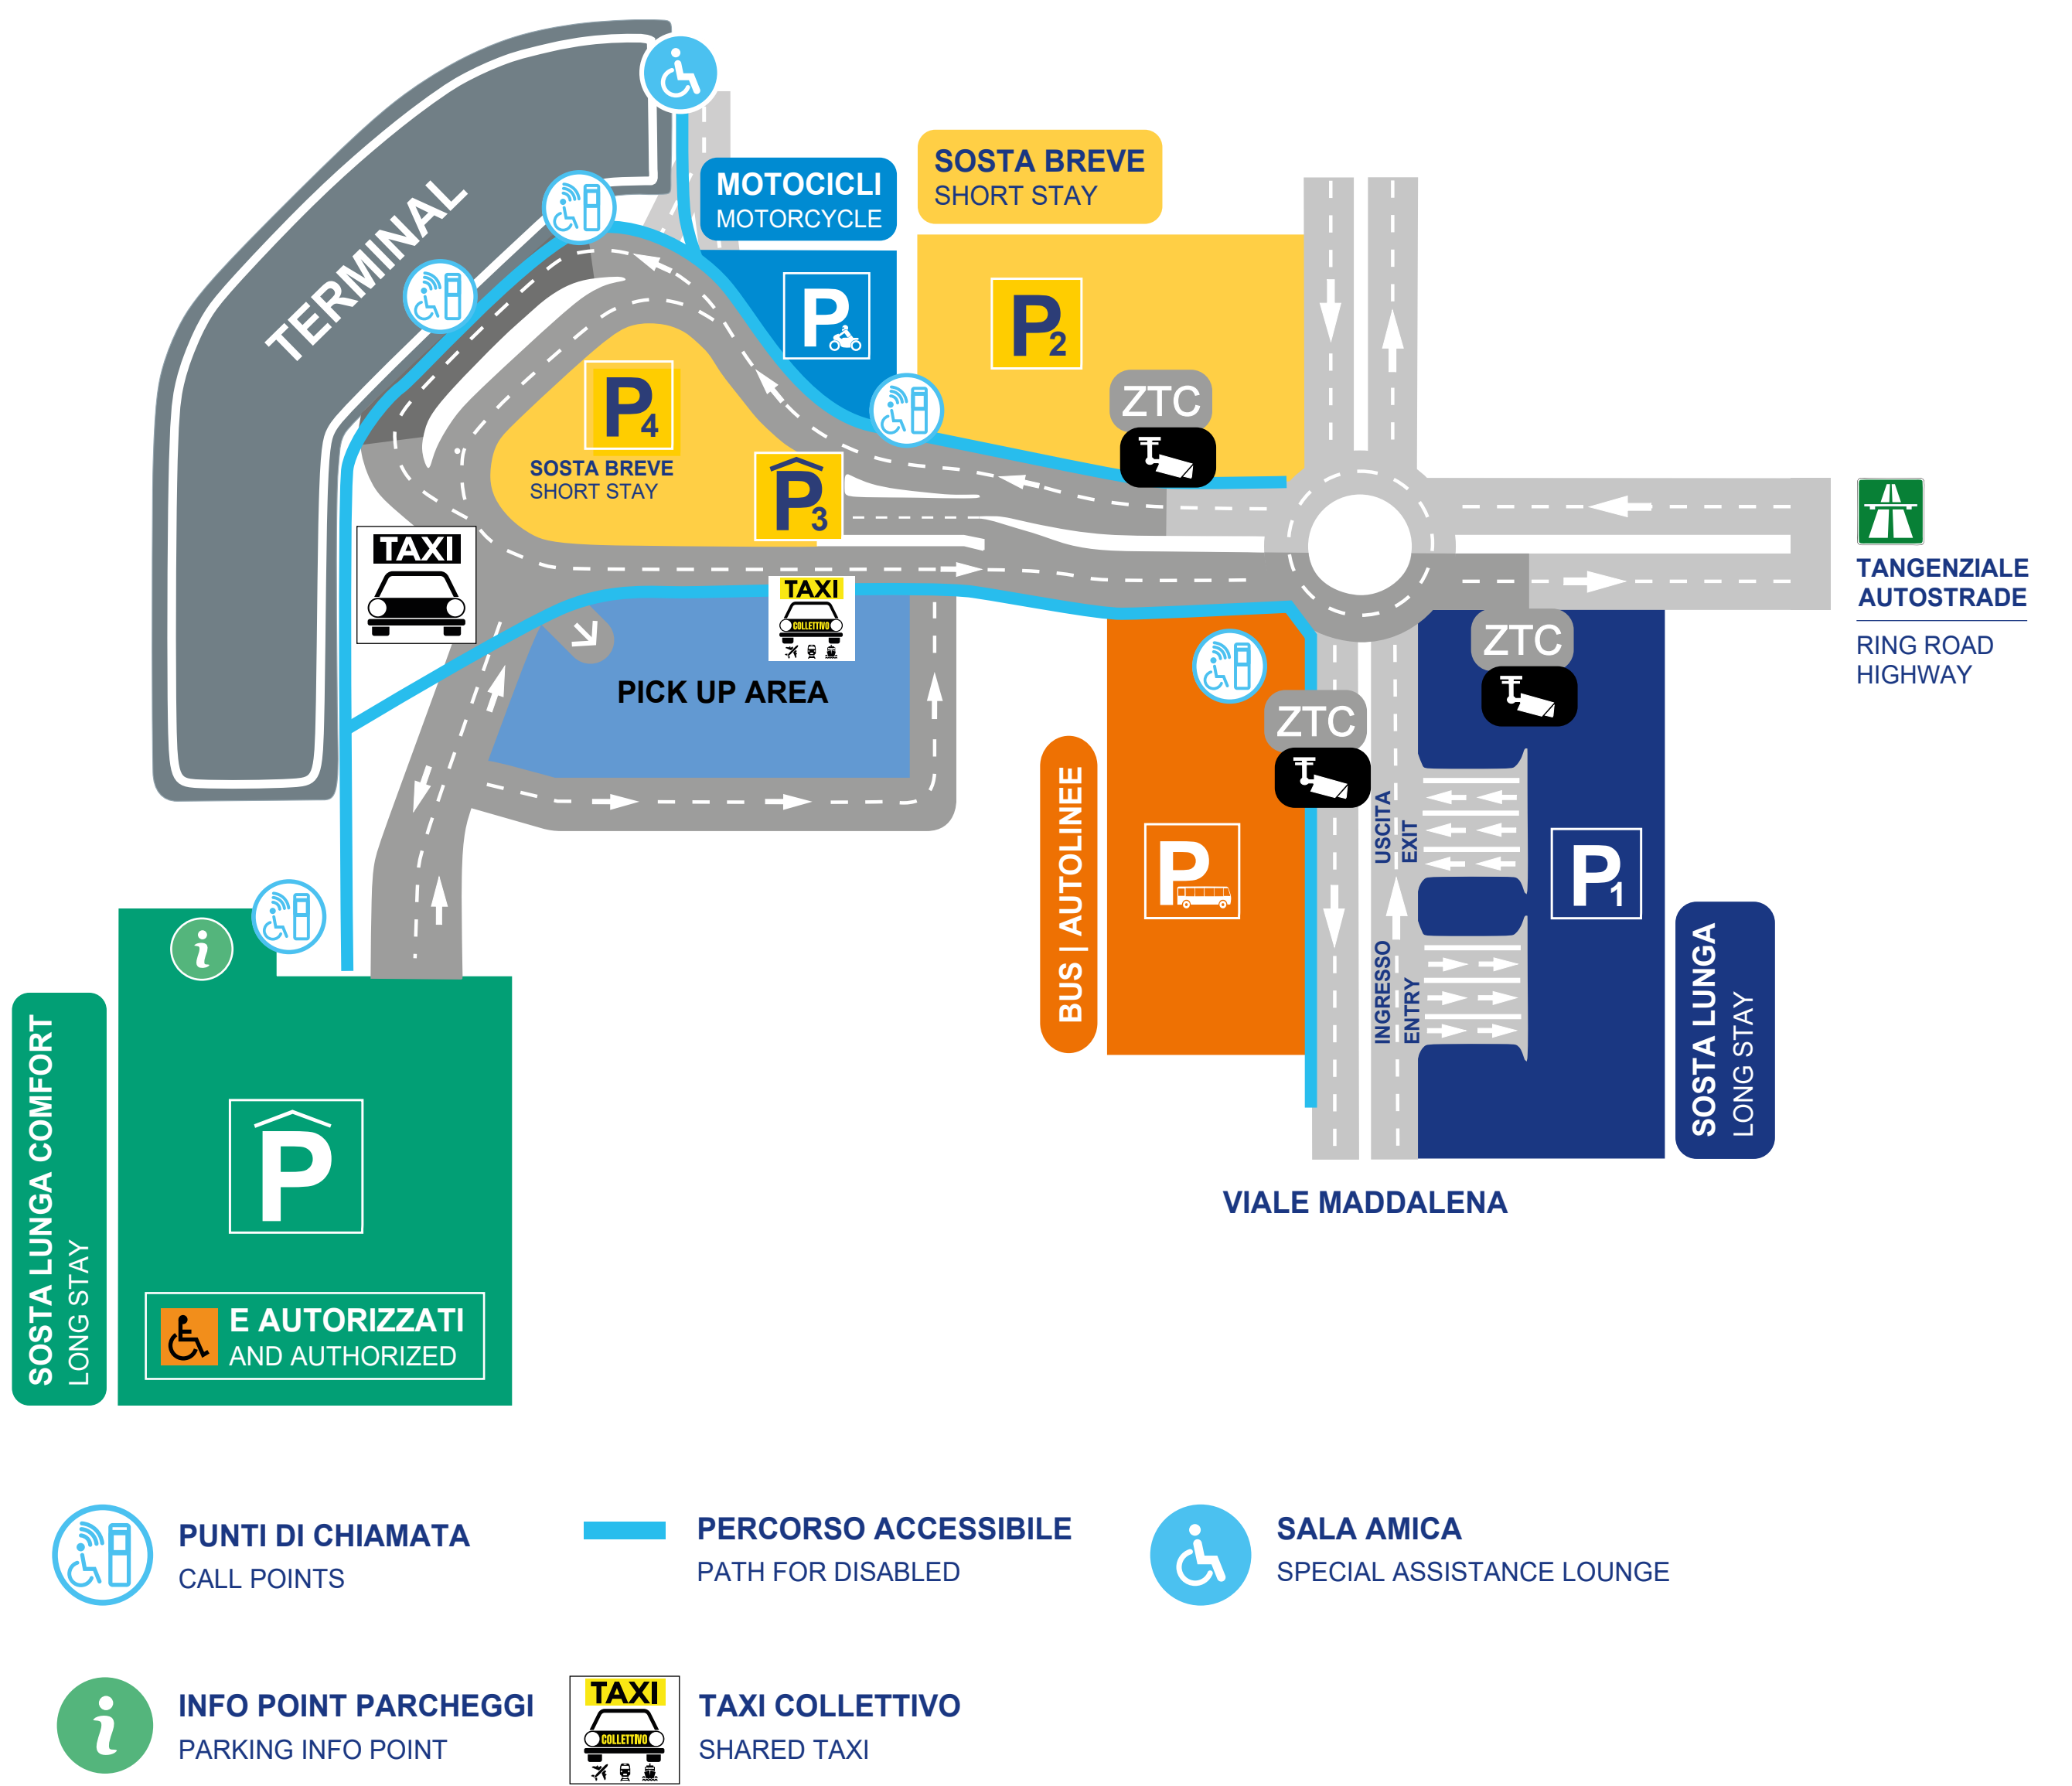 TERMINAL
MOTOCICLI
MOTORCYCLE
SOSTA BREVE
SHORT STAY
P
P2
ZTC
P4
SOSTA BREVE
SHORT STAY
P3
TAXI
TAXI
COLLETTIVO
PICK UP AREA
TANGENZIALE
AUTOSTRADE
RING ROAD
HIGHWAY
ZTC
ZTC
BUS | AUTOLINEE
P
USCITA
EXIT
INGRESSO
ENTRY
P1
SOSTA LUNGA
LONG STAY
VIALE MADDALENA
i
SOSTA LUNGA COMFORT
LONG STAY
P
E AUTORIZZATI
AND AUTHORIZED
PUNTI DI CHIAMATA
CALL POINTS
PERCORSO ACCESSIBILE
PATH FOR DISABLED
SALA AMICA
SPECIAL ASSISTANCE LOUNGE
i
INFO POINT PARCHEGGI
PARKING INFO POINT
TAXI
COLLETTIVO
TAXI COLLETTIVO
SHARED TAXI